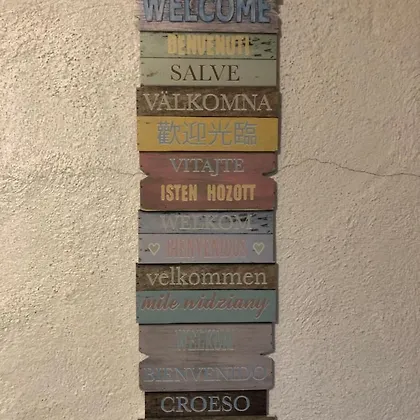 WELCOME
BENVENUTI
SALVE
VÄLKOMNA
歡迎光臨
VITAJTE
ISTEN HOZOTT
WELKOM
velkommen
mile widziany
BIENVENIDO
CROESO